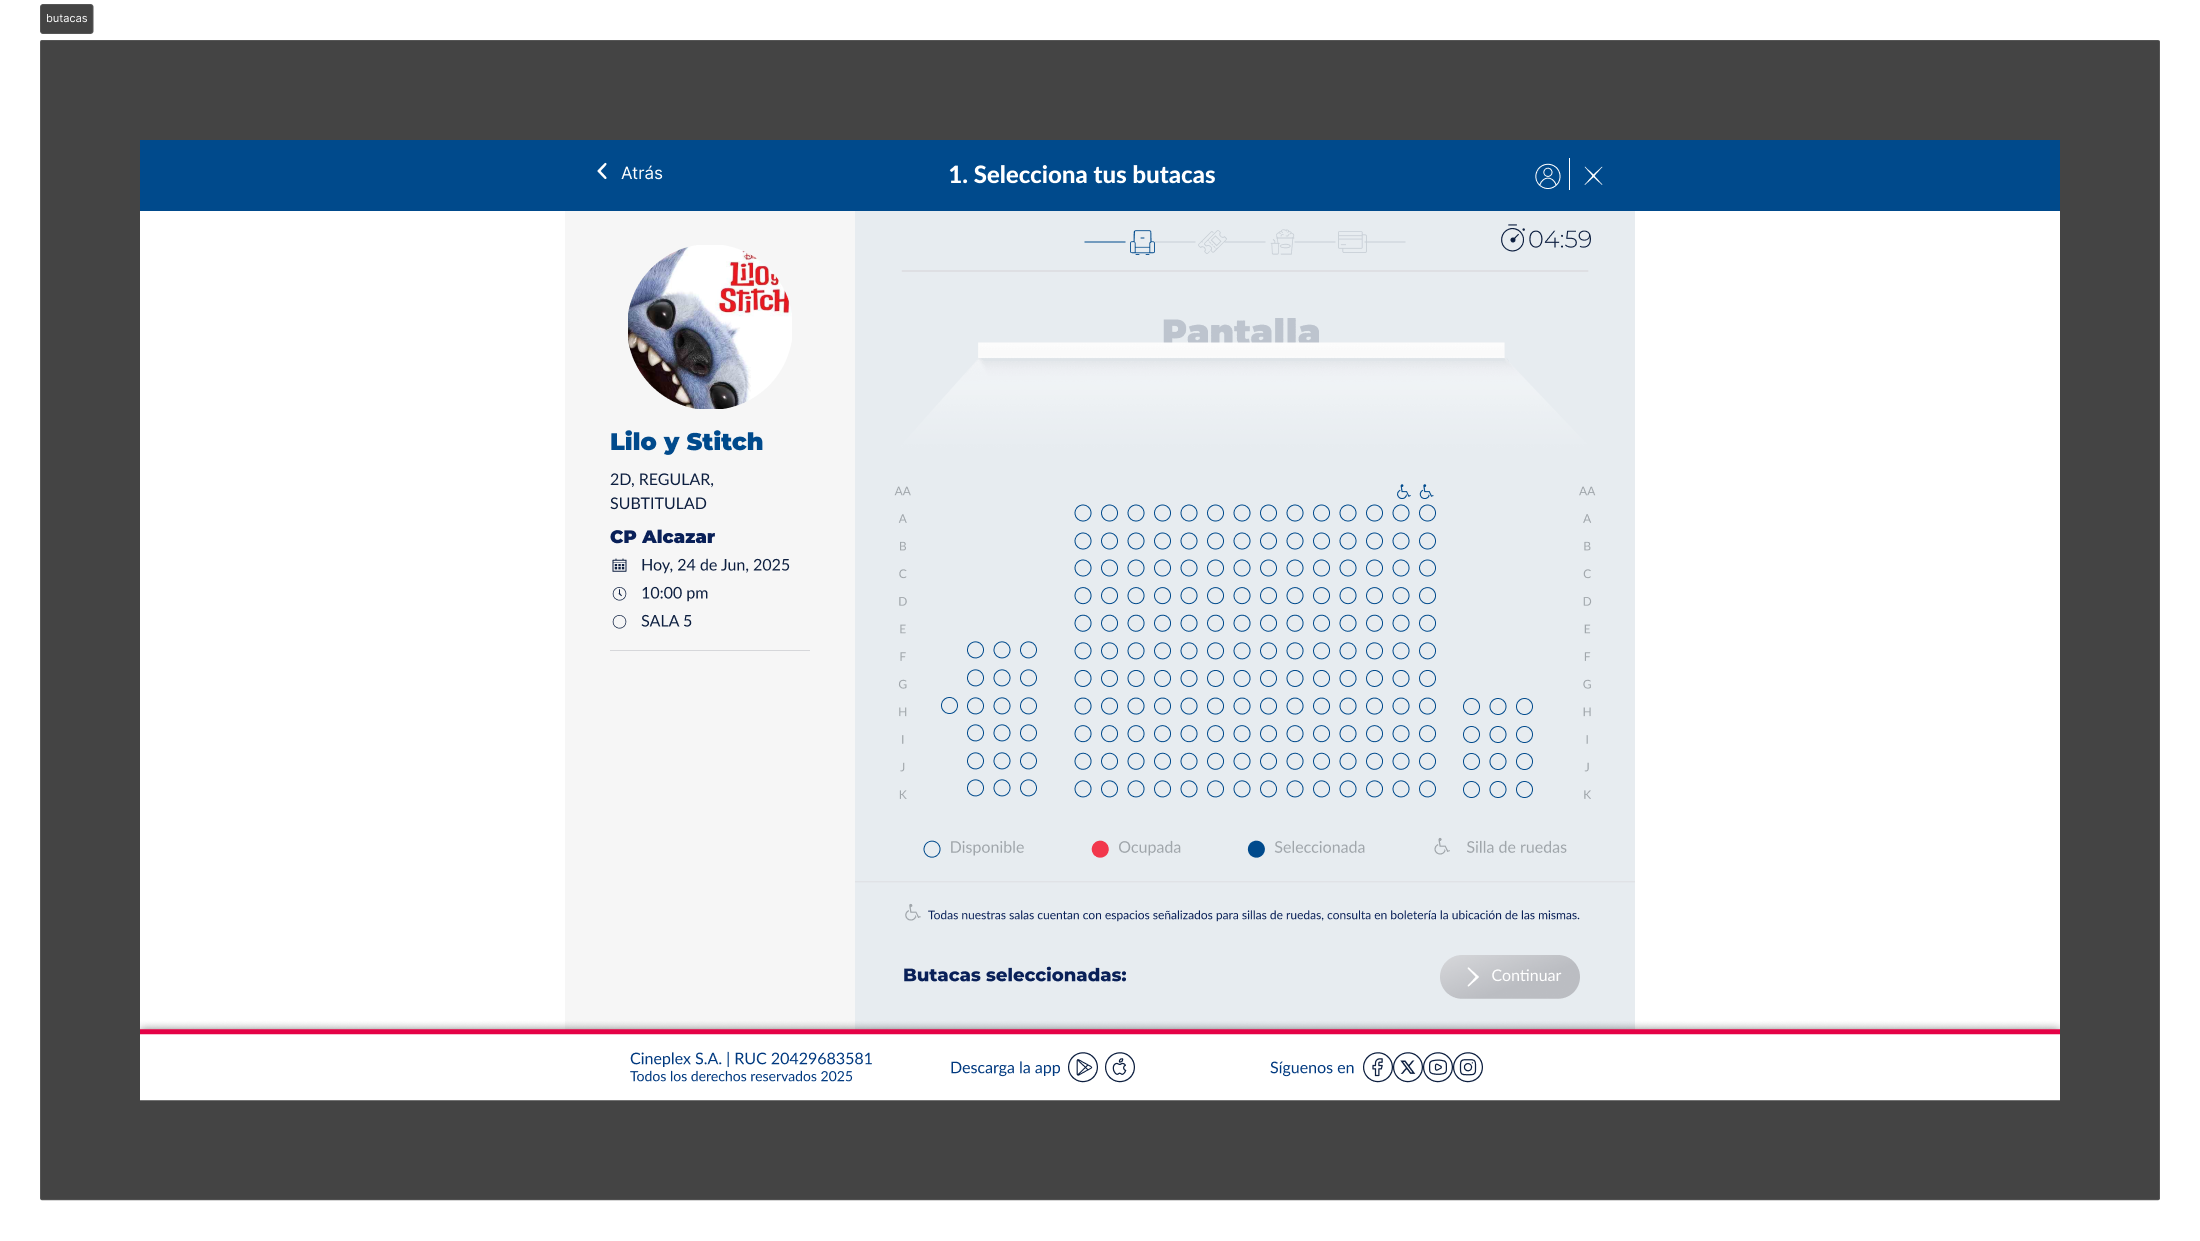 butacas
Atrás
1. Selecciona tus butacas
04:59
Lilo y
Stitch
Pantalla
Lilo y Stitch
2D, REGULAR,
SUBTITULAD
CP Alcazar
Hoy, 24 de Jun, 2025
10:00 pm
SALA 5
AA AA
A A
B B
C C
D D
E E
F F
G G
H H
I I
J J
K K
Disponible Ocupada Seleccionada Silla de ruedas
Todas nuestras salas cuentan con espacios señalizados para sillas de ruedas, consulta en boletería la ubicación de las mismas.
Butacas seleccionadas:
Continuar
Cineplex S.A. | RUC 20429683581
Todos los derechos reservados 2025
Descarga la app
Síguenos en